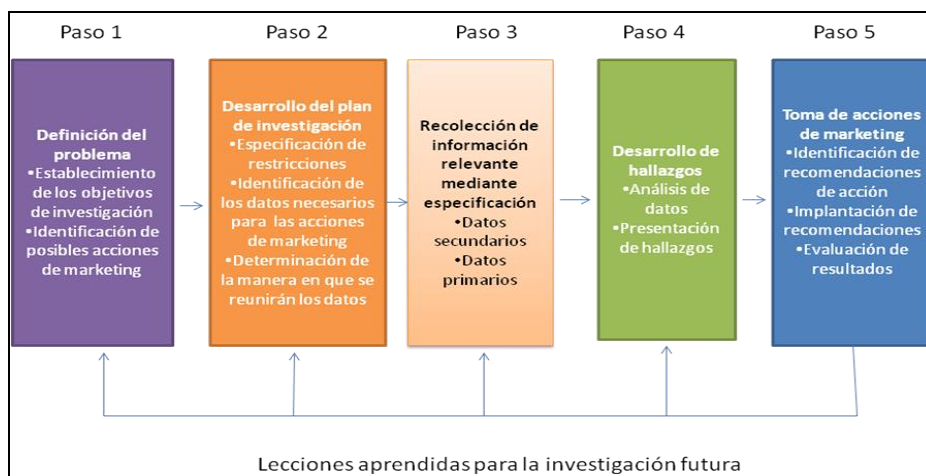 Paso 1
Paso 2
Paso 3
Paso 4
Paso 5
Definición del
problema
•Establecimiento
de los objetivos
de investigación
•Identificación de
posibles acciones
de marketing
Desarrollo del plan
de investigación
•Especificación de
restricciones
•Identificación de
los datos necesarios
para las acciones
de marketing
•Determinación de
la manera en que se
reunirán los datos
Recolección de
información
relevante
mediante
especificación
•Datos
secundarios
•Datos
primarios
Desarrollo de
hallazgos
•Análisis de
datos
•Presentación
de hallazgos
Toma de acciones
de marketing
•Identificación de
recomendaciones
de acción
•Implantación de
recomendaciones
•Evaluación de
resultados
Lecciones aprendidas para la investigación futura